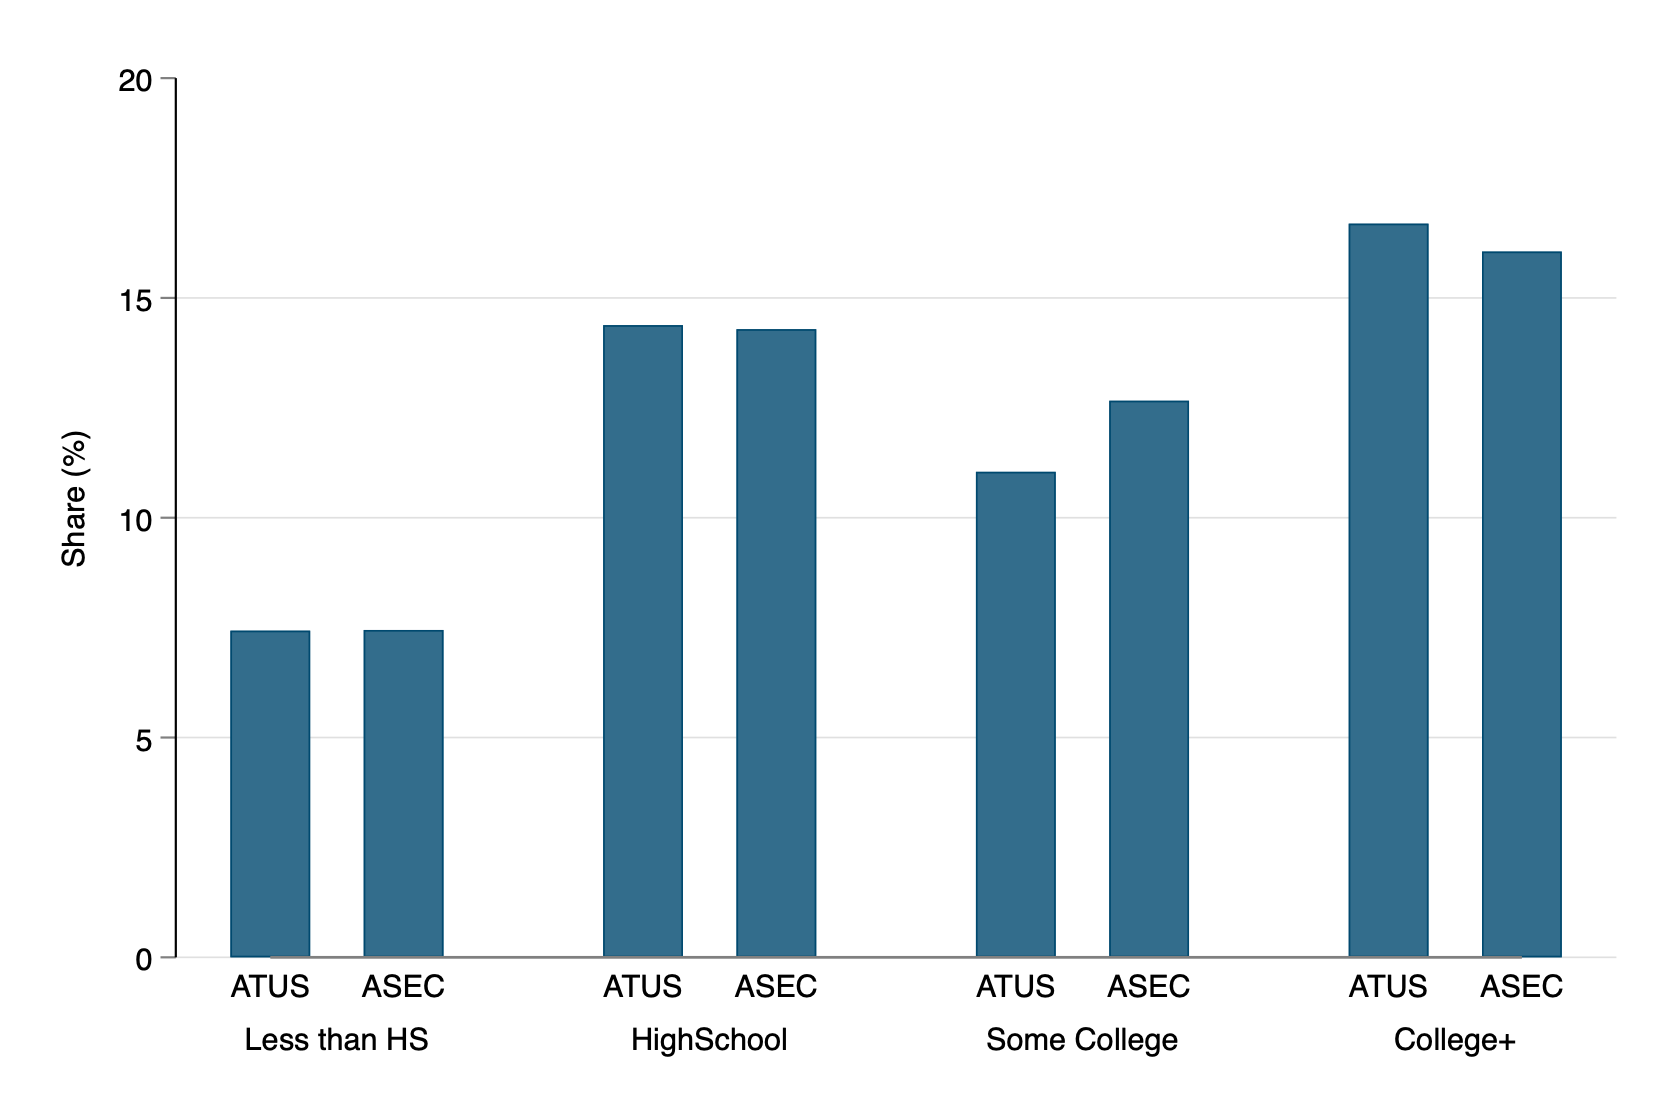 Share (%)
20
15
10
5
0
ATUS ASEC ATUS ASEC ATUS ASEC ATUS ASEC
Less than HS HighSchool Some College College+